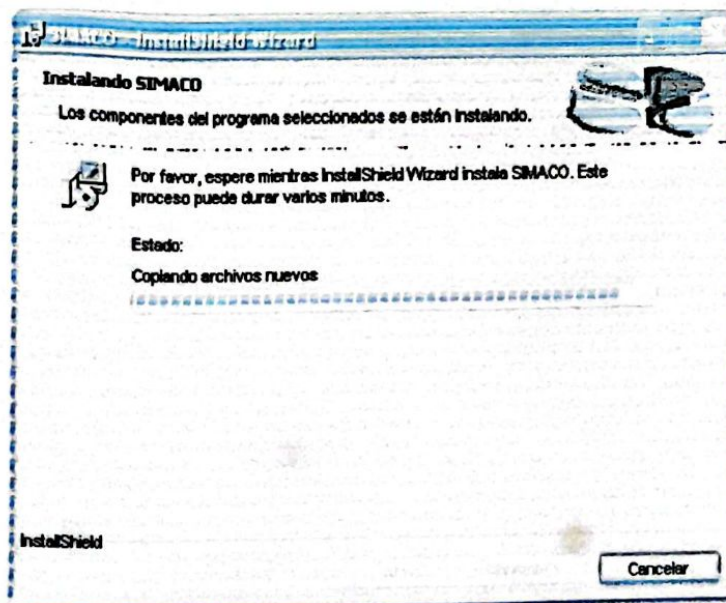 SIMACO - InstallShield Wizard
Instalando SIMACO
Los componentes del programa seleccionados se están instalando.
Por favor, espere mientras InstallShield Wizard instala SIMACO. Este
proceso puede durar varios minutos.
Estado:
Copiando archivos nuevos
InstallShield
Cancelar